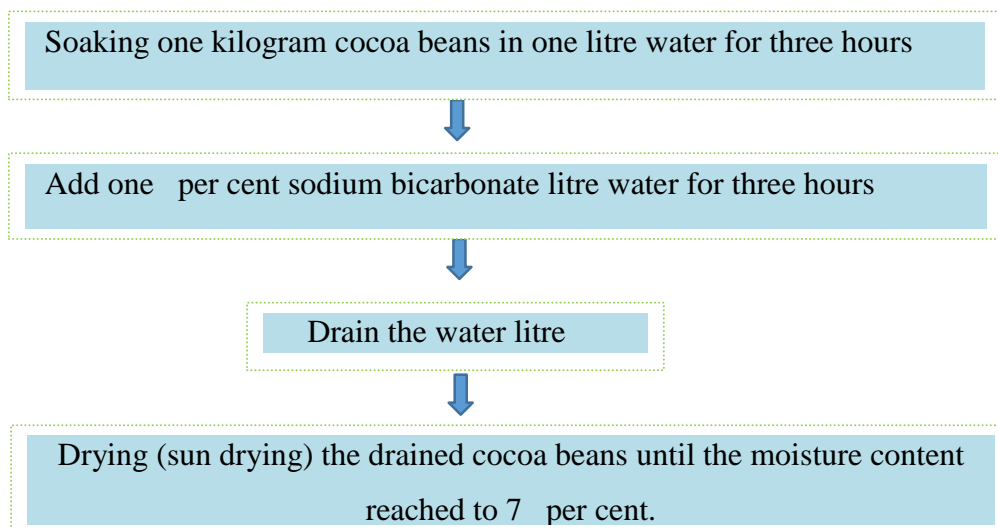 Soaking one kilogram cocoa beans in one litre water for three hours
Add one per cent sodium bicarbonate litre water for three hours
Drain the water litre
Drying (sun drying) the drained cocoa beans until the moisture content
reached to 7 per cent.